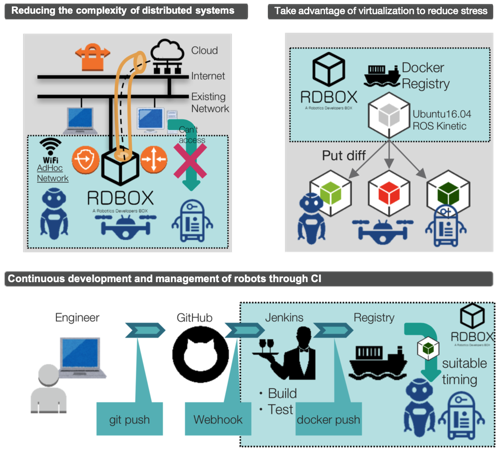 Reducing the complexity of distributed systems
Cloud
Internet
Existing
Network
Can't
access
WiFi
AdHoc
Network
RDBOX
A Robotics Developers BOX
Take advantage of virtualization to reduce stress
RDBOX
A Robotics Developers BOX
Docker
Registry
Ubuntu16.04
ROS Kinetic
Put diff
Continuous development and management of robots through CI
Engineer
GitHub
Jenkins
Registry
RDBOX
A Robotics Developers BOX
suitable
timing
・ Build
・ Test
git push
Webhook
docker push